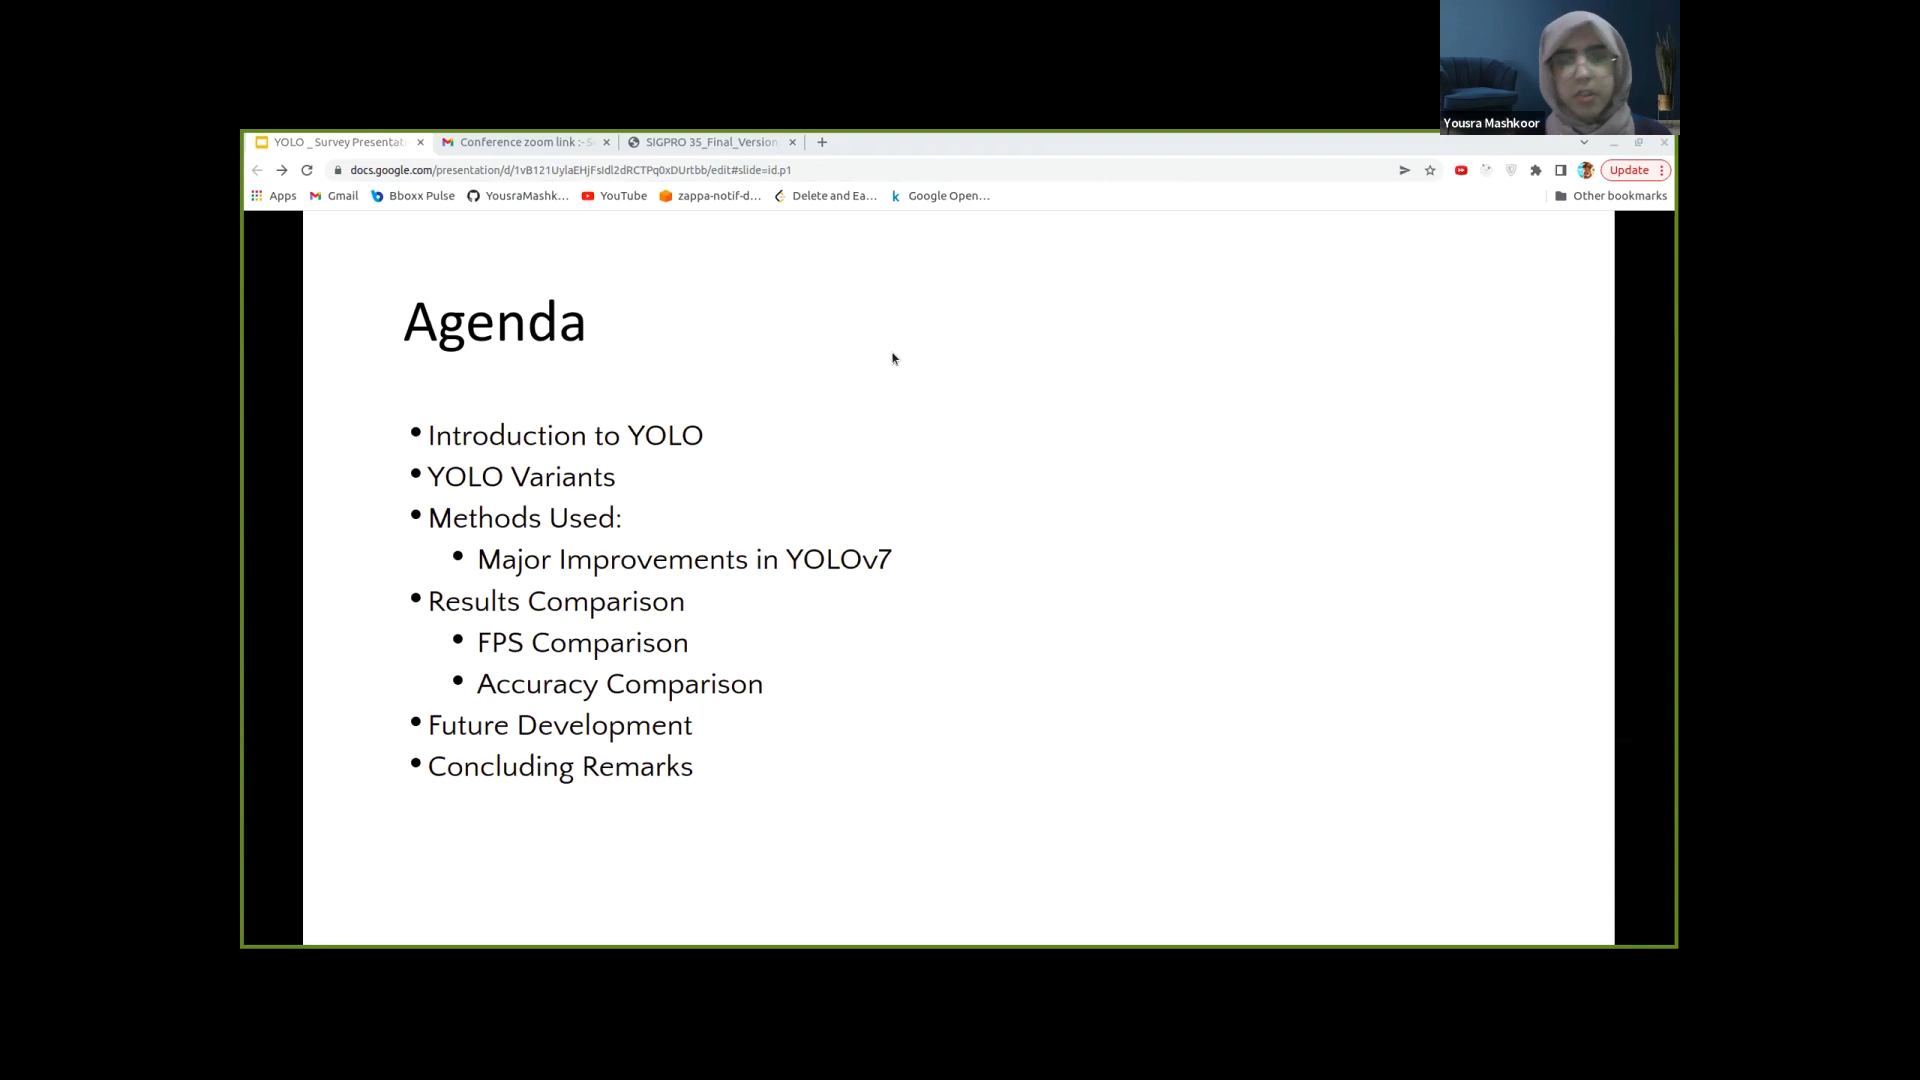 Yousra Mashkoor
YOLO _ Survey Presentati
Conference zoom link :- S
SIGPRO 35_Final_Version
docs.google.com/presentation/d/1vB121UylaEHjFsIdl2dRCTPq0xDUrtbb/edit#slide=id.p1
Update
Apps
Gmail
Bboxx Pulse
YousraMashk...
YouTube
zappa-notif-d...
Delete and Ea...
Google Open...
Other bookmarks
Agenda
• Introduction to YOLO
• YOLO Variants
• Methods Used:
• Major Improvements in YOLOv7
• Results Comparison
• FPS Comparison
• Accuracy Comparison
• Future Development
• Concluding Remarks